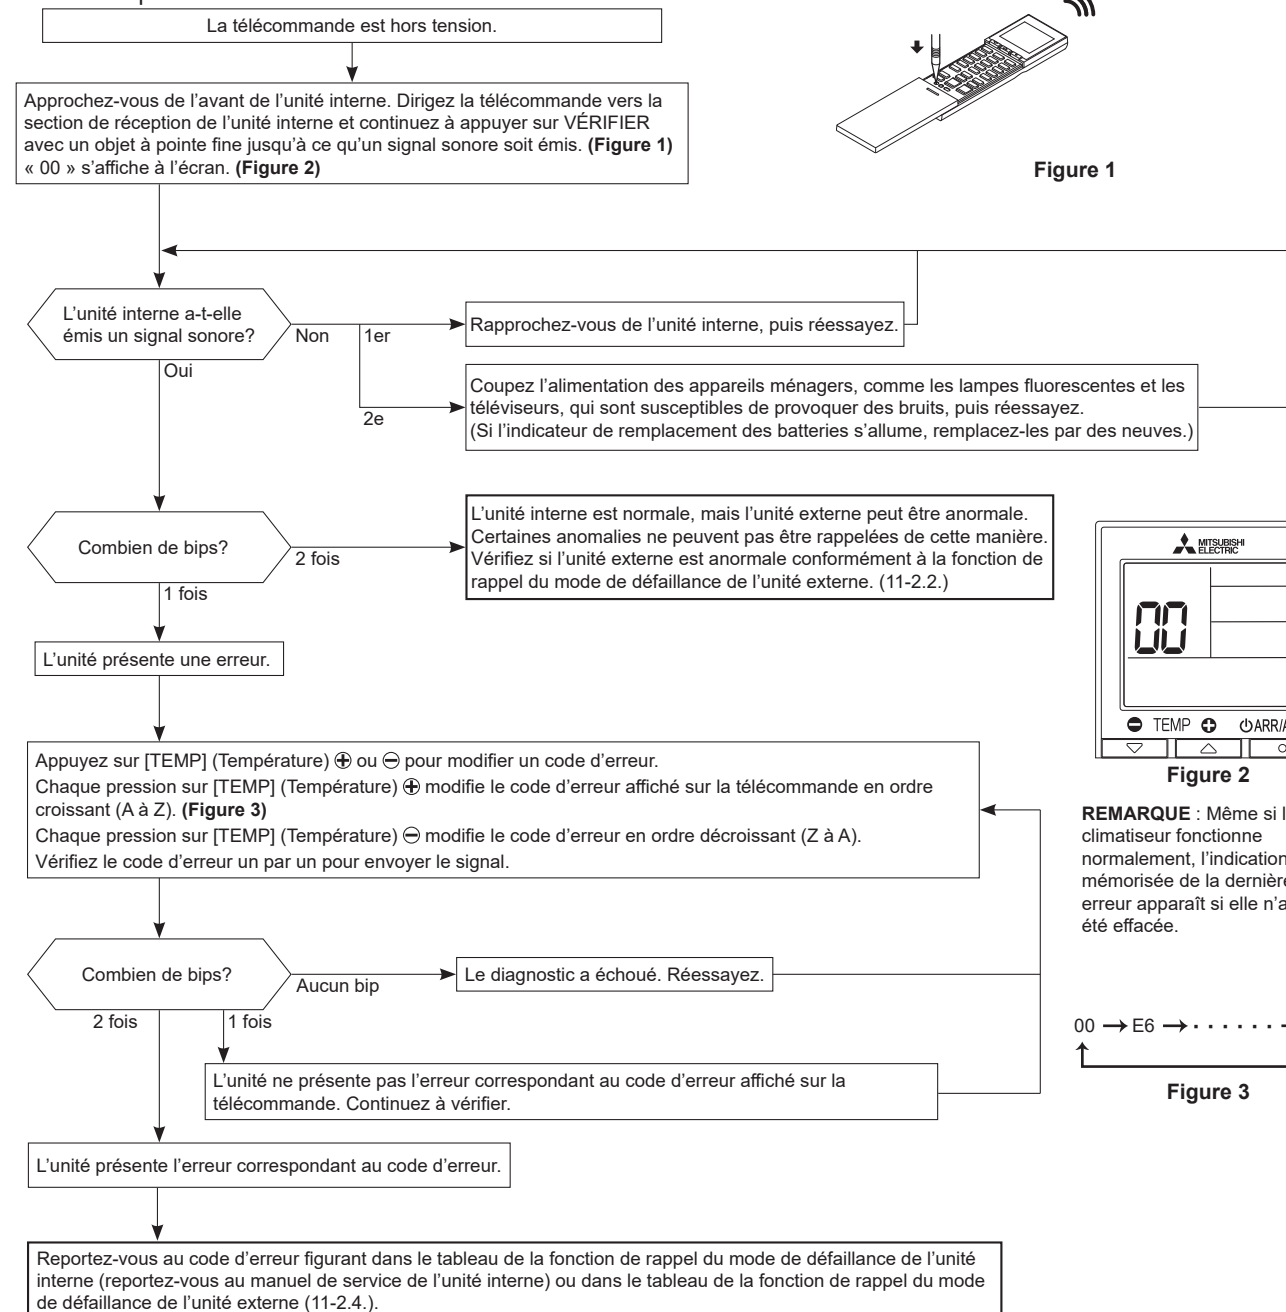 La télécommande est hors tension.
Approchez-vous de l’avant de l’unité interne. Dirigez la télécommande vers la
section de réception de l’unité interne et continuez à appuyer sur VÉRIFIER
avec un objet à pointe fine jusqu’à ce qu’un signal sonore soit émis. (Figure 1)
« 00 » s’affiche à l’écran. (Figure 2)
Figure 1
L’unité interne a-t-elle
émis un signal sonore?
Non
1er
Rapprochez-vous de l’unité interne, puis réessayez.
Oui
2e
Coupez l’alimentation des appareils ménagers, comme les lampes fluorescentes et les
téléviseurs, qui sont susceptibles de provoquer des bruits, puis réessayez.
(Si l’indicateur de remplacement des batteries s’allume, remplacez-les par des neuves.)
Combien de bips?
2 fois
L’unité interne est normale, mais l’unité externe peut être anormale.
Certaines anomalies ne peuvent pas être rappelées de cette manière.
Vérifiez si l’unité externe est anormale conformément à la fonction de
rappel du mode de défaillance de l’unité externe. (11-2.2.)
1 fois
L’unité présente une erreur.
MITSUBISHI
ELECTRIC
00
TEMP
ARR/
Figure 2
Appuyez sur [TEMP] (Température) ⊕ ou ⊖ pour modifier un code d’erreur.
Chaque pression sur [TEMP] (Température) ⊕ modifie le code d’erreur affiché sur la télécommande en ordre
croissant (A à Z). (Figure 3)
Chaque pression sur [TEMP] (Température) ⊖ modifie le code d’erreur en ordre décroissant (Z à A).
Vérifiez le code d’erreur un par un pour envoyer le signal.
REMARQUE : Même si l
climatiseur fonctionne
normalement, l’indication
mémorisée de la dernière
erreur apparaît si elle n’a
été effacée.
Combien de bips?
Aucun bip
Le diagnostic a échoué. Réessayez.
2 fois
1 fois
L’unité ne présente pas l’erreur correspondant au code d’erreur affiché sur la
télécommande. Continuez à vérifier.
00 → E6 → · · · · · ·
Figure 3
L’unité présente l’erreur correspondant au code d’erreur.
Reportez-vous au code d’erreur figurant dans le tableau de la fonction de rappel du mode de défaillance de l’unité
interne (reportez-vous au manuel de service de l’unité interne) ou dans le tableau de la fonction de rappel du mode
de défaillance de l’unité externe (11-2.4.).